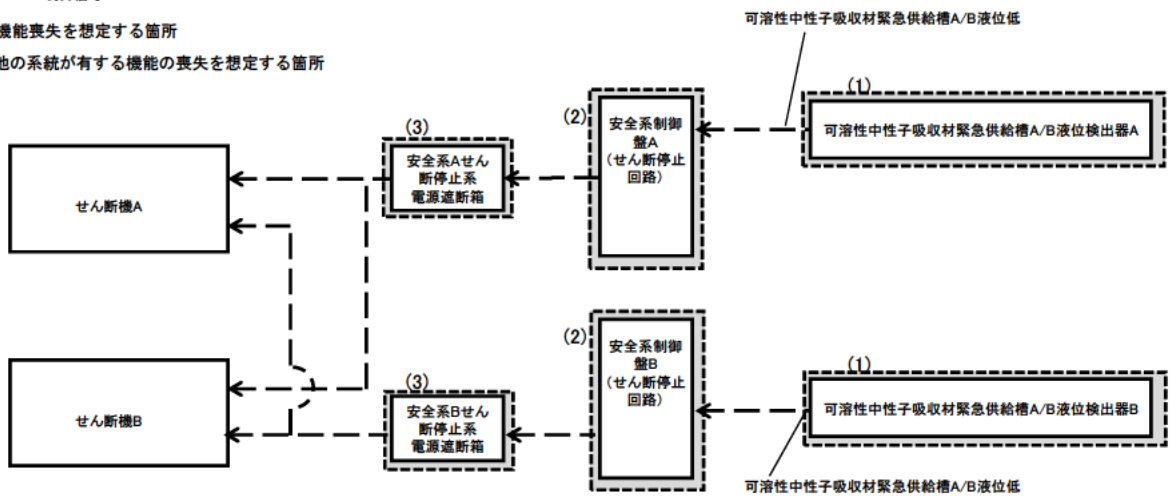 機能喪失を想定する箇所
他の系統が有する機能の喪失を想定する箇所
可溶性中性子吸収材緊急供給槽A/B液位低
(1)
可溶性中性子吸収材緊急供給槽A/B液位検出器A
(2)
安全系制御
盤A
(せん断停止
回路)
(3)
安全系Aせん
断停止系
電源遮断箱
せん断機A
(2)
安全系制御
盤B
(せん断停止
回路)
(1)
可溶性中性子吸収材緊急供給槽A/B液位検出器B
(3)
安全系Bせん
断停止系
電源遮断箱
せん断機B
可溶性中性子吸収材緊急供給槽A/B液位低